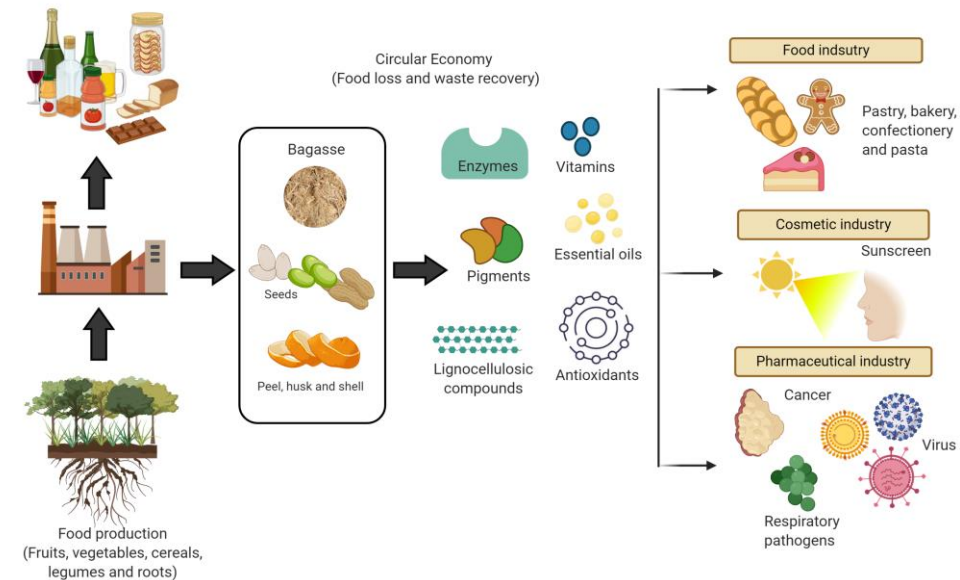 Circular Economy
(Food loss and waste recovery)
Bagasse
Seeds
Peel, husk and shell
Enzymes
Vitamins
Pigments
Essential oils
Lignocellulosic
compounds
Antioxidants
Food indsutry
Pastry, bakery,
confectionery
and pasta
Cosmetic industry
Sunscreen
Pharmaceutical industry
Cancer
Virus
Respiratory
pathogens
Food production
(Fruits, vegetables, cereals,
legumes and roots)